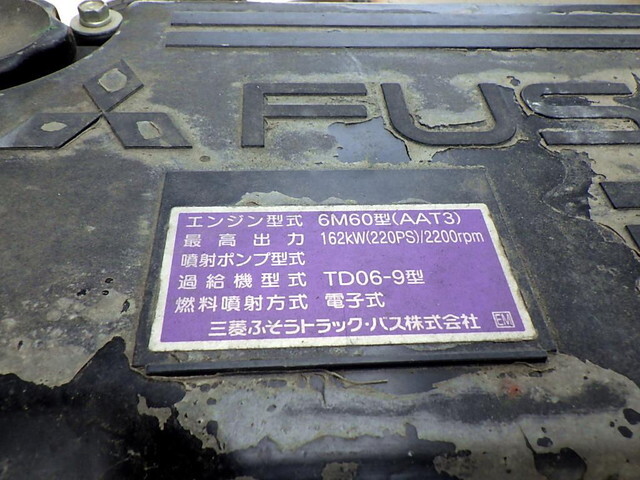 FUS
エンジン型式 6M60型(AAT3)
最高出力 162kW(220PS)/2200rpm
噴射ポンプ型式
過給機型式 TD06-9型
燃料噴射方式 電子式
三菱ふそうトラック・バス株式会社 EM